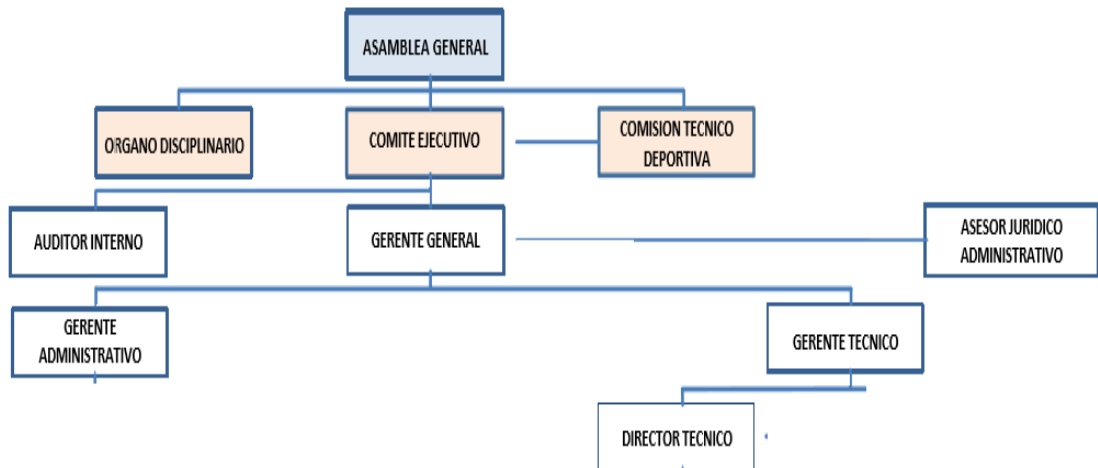 ASAMBLEA GENERAL
ORGANO DISCIPLINARIO
COMITE EJECUTIVO
COMISION TECNICO
DEPORTIVA
AUDITOR INTERNO
GERENTE GENERAL
ASESOR JURIDICO
ADMINISTRATIVO
GERENTE
ADMINISTRATIVO
GERENTE TECNICO
DIRECTOR TECNICO